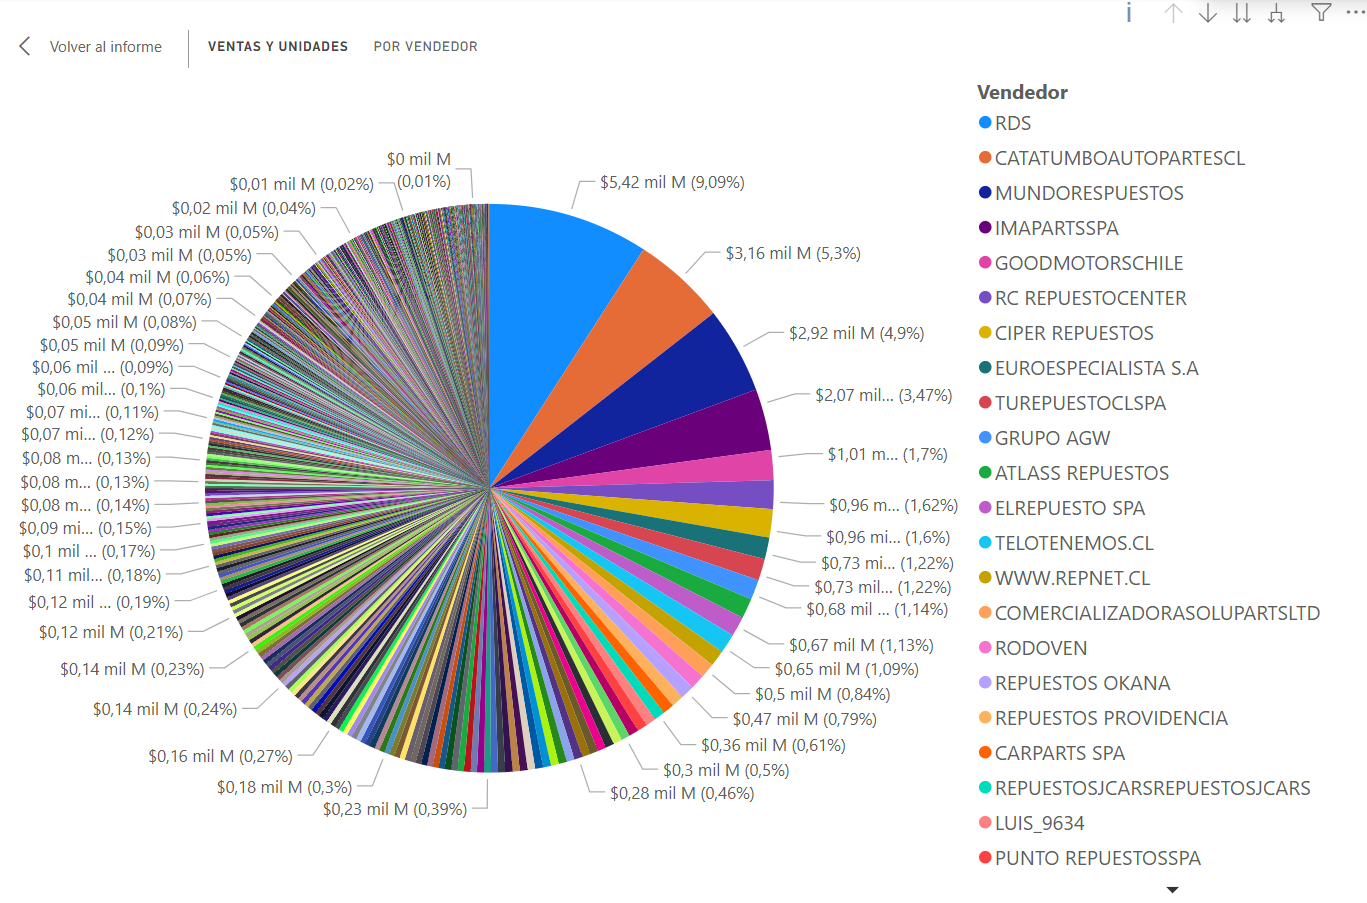 Volver al informe
VENTAS Y UNIDADES
POR VENDEDOR
$0 mil M
(0,01%)
$0,01 mil M (0,02%)
$0,02 mil M (0,04%)
$0,03 mil M (0,05%)
$0,03 mil M (0,05%)
$0,04 mil M (0,06%)
$0,04 mil M (0,07%)
$0,05 mil M (0,08%)
$0,05 mil M (0,09%)
$0,06 mil ... (0,09%)
$0,06 mil... (0,1%)
$0,07 mi... (0,11%)
$0,07 m... (0,12%)
$0,08 m... (0,13%)
$0,08 m... (0,13%)
$0,08 m... (0,14%)
$0,09 mi... (0,15%)
$0,1 mil ... (0,17%)
$0,11 mil... (0,18%)
$0,12 mil ... (0,19%)
$0,12 mil M (0,21%)
$0,14 mil M (0,23%)
$0,14 mil M (0,24%)
$0,16 mil M (0,27%)
$0,18 mil M (0,3%)
$0,23 mil M (0,39%)
$5,42 mil M (9,09%)
$3,16 mil M (5,3%)
$2,92 mil M (4,9%)
$2,07 mil... (3,47%)
$1,01 m... (1,7%)
$0,96 m... (1,62%)
$0,96 mi... (1,6%)
$0,73 mil... (1,22%)
$0,73 mil... (1,22%)
$0,68 mil ... (1,14%)
$0,67 mil M (1,13%)
$0,65 mil M (1,09%)
$0,5 mil M (0,84%)
$0,47 mil M (0,79%)
$0,36 mil M (0,61%)
$0,3 mil M (0,5%)
$0,28 mil M (0,46%)
Vendedor
RDS
CATATUMBOAUTOPARTESCL
MUNDORESPUESTOS
IMAPARTSSPA
GOODMOTORSCHILE
RC REPUESTOCENTER
CIPER REPUESTOS
EUROESPECIALISTA S.A
TUREPUESTOCLSPA
GRUPO AGW
ATLASS REPUESTOS
ELREPUESTO SPA
TELOTENEMOS.CL
WWW.REPNET.CL
COMERCIALIZADORASOLUPARTSLTD
RODOVEN
REPUESTOS OKANA
REPUESTOS PROVIDENCIA
CARPARTS SPA
REPUESTOSJCARSREPUESTOSJCARS
LUIS_9634
PUNTO REPUESTOSSPA